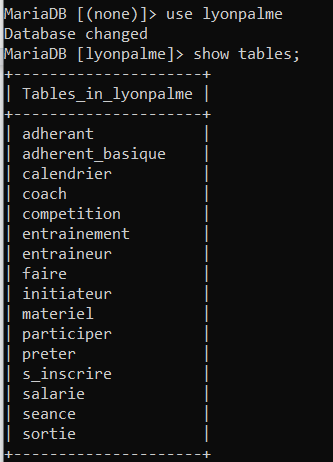 MariaDB [(none)]> use lyonpalme
Database changed
MariaDB [lyonpalme]> show tables;
+---------------------+
| Tables_in_lyonpalme |
+---------------------+
| adherant            |
| adherent_basique    |
| calendrier          |
| coach               |
| competition         |
| entrainement        |
| entraineur          |
| faire               |
| initiateur          |
| materiel            |
| participer          |
| preter              |
| s_inscrire          |
| salarie             |
| seance              |
| sortie              |
+---------------------+